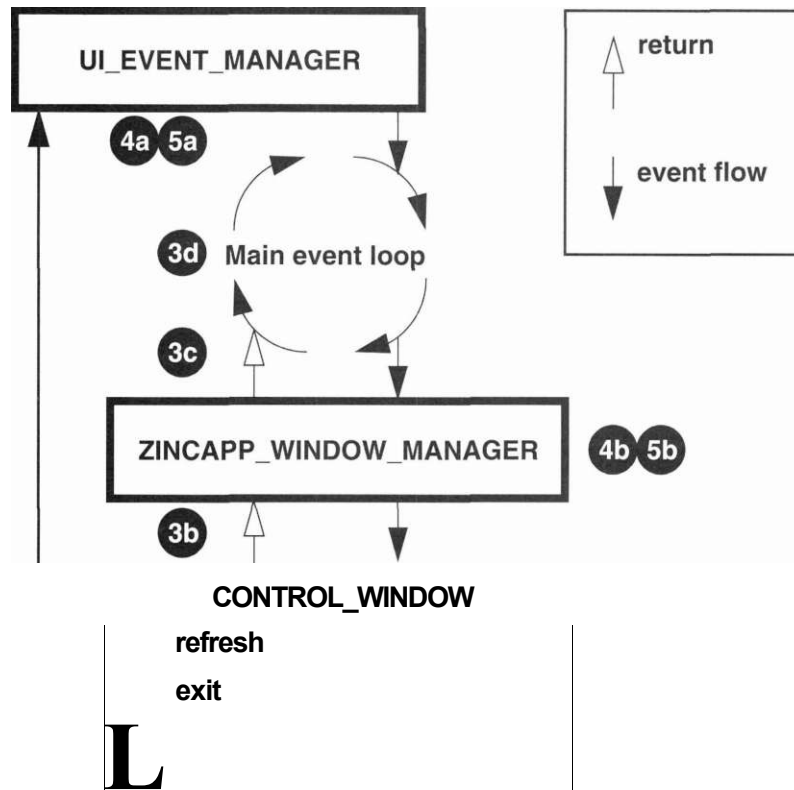 UI_EVENT_MANAGER
return
4a 5a
event flow
3d Main event loop
3c
ZINCAPP_WINDOW_MANAGER
4b 5b
3b
CONTROL_WINDOW
refresh
exit
L